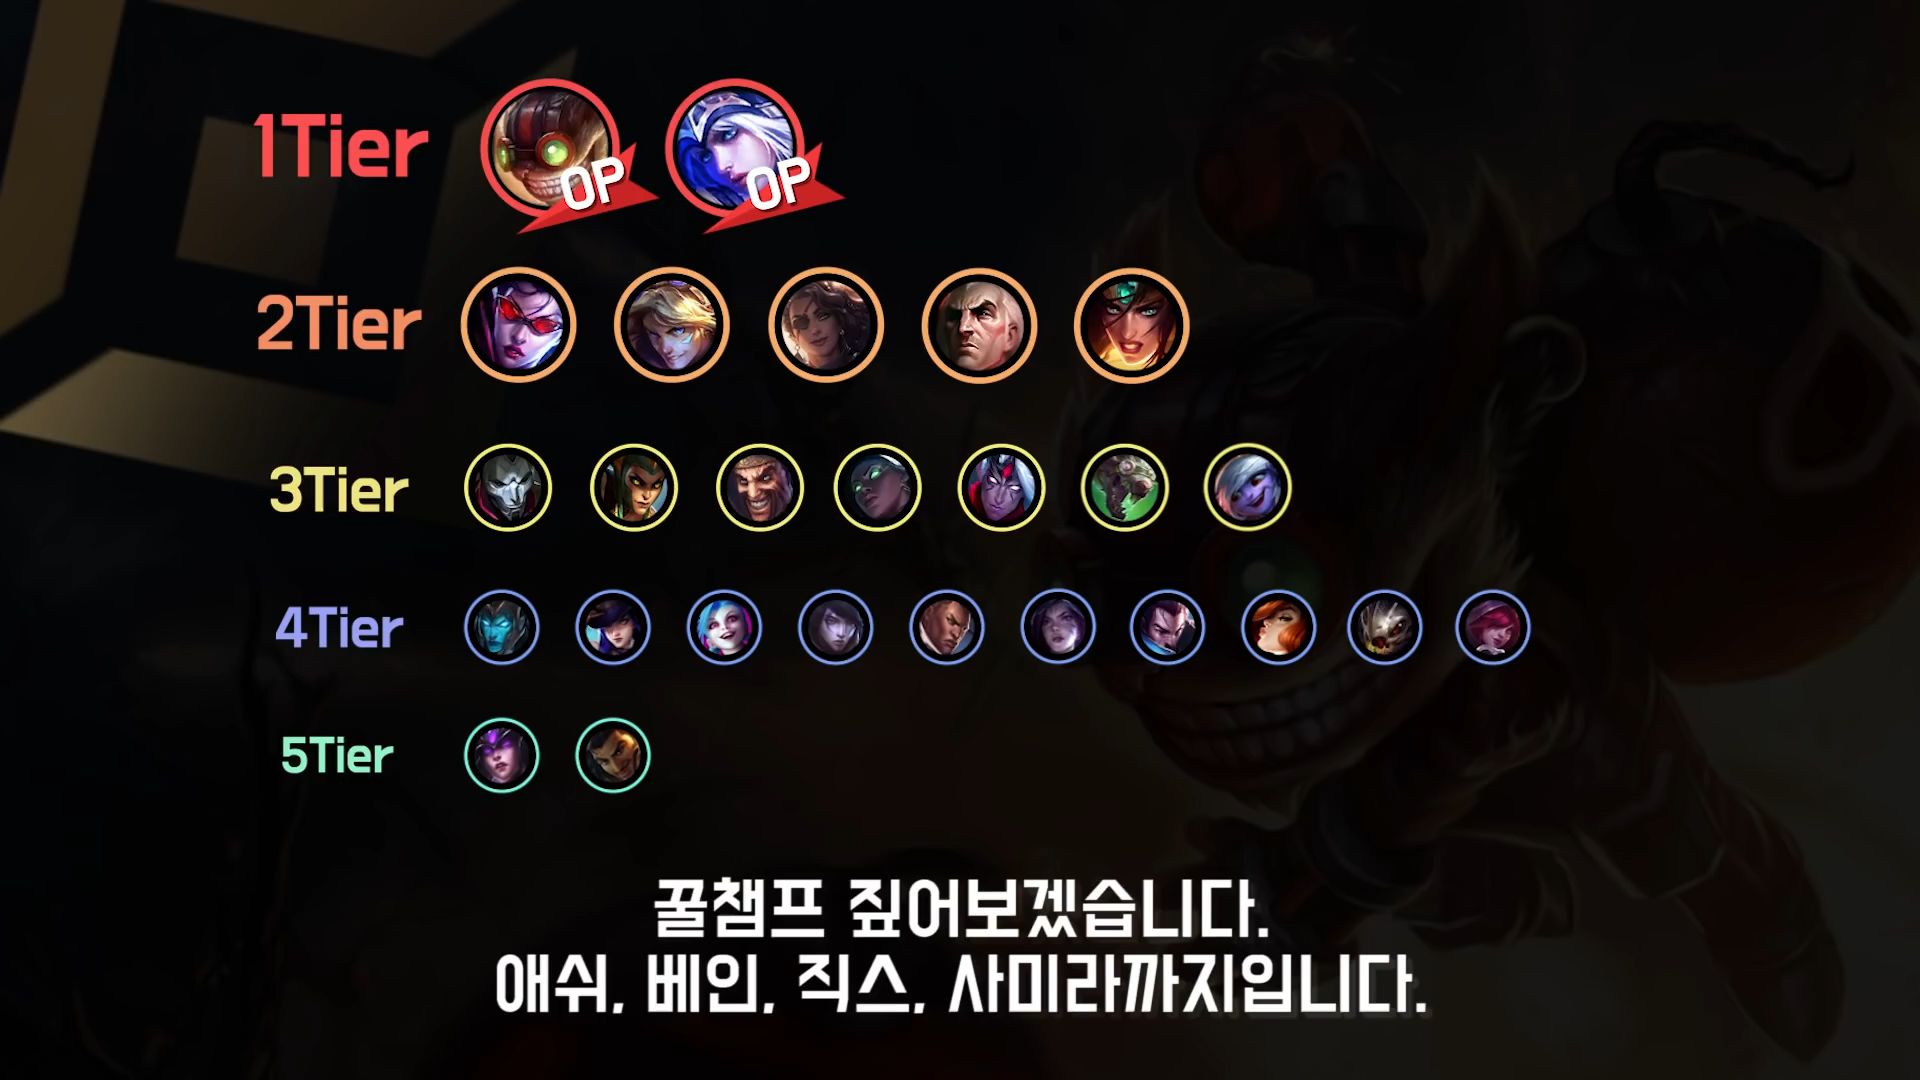 1Tier
OP
OP
2Tier
3Tier
4Tier
5Tier
꿀챔프 짚어보겠습니다.
애쉬, 베인, 직스, 사미라까지입니다.